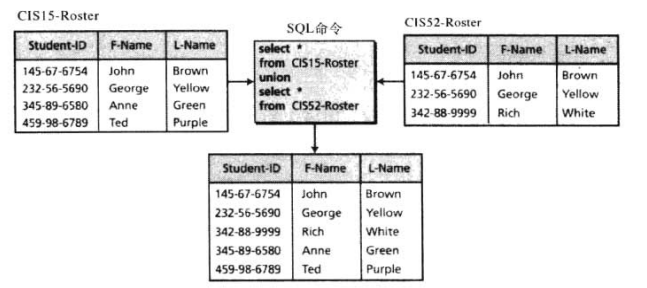 CIS15-Roster
SQL命令
CIS52-Roster
Student-ID F-Name L-Name
145-67-6754 John Brown
232-56-5690 George Yellow
345-89-6580 Anne Green
459-98-6789 Ted Purple
select *
from CIS15-Roster
union
select *
from CIS52-Roster
Student-ID F-Name L-Name
145-67-6754 John Brown
232-56-5690 George Yellow
342-88-9999 Rich White
Student-ID F-Name L-Name
145-67-6754 John Brown
232-56-5690 George Yellow
342-88-9999 Rich White
345-89-6580 Anne Green
459-98-6789 Ted Purple